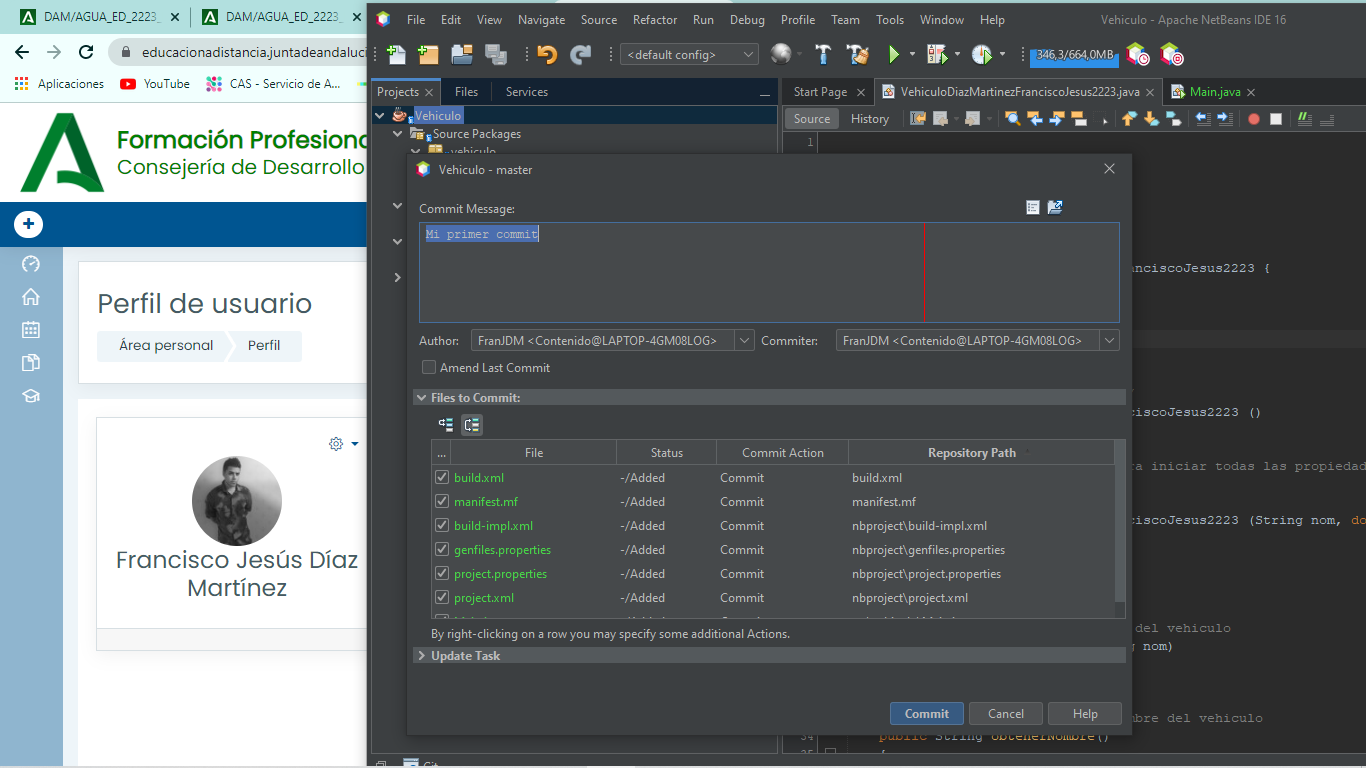 DAM/AGUA_ED_2223_
DAM/AGUA_ED_2223_
educacionadistancia.juntadeandaluci
Aplicaciones
YouTube
CAS - Servicio de A...
Formación Profesiona
Consejería de Desarrollo
Perfil de usuario
Área personal
Perfil
Francisco Jesús Díaz
Martínez
File Edit View Navigate Source Refactor Run Debug Profile Team Tools Window Help
Vehiculo - Apache NetBeans IDE 16
<default config>
346,3/664,0MB
Projects
Files
Services
Start Page
VehiculoDiazMartinezFranciscoJesus2223.java
Main.java
Vehiculo
Source Packages
vehiculo
Source
History
1
Vehiculo - master
Commit Message:
Mi primer commit
Author:
FranJDM <Contenido@LAPTOP-4GM08LOG>
Commiter:
FranJDM <Contenido@LAPTOP-4GM08LOG>
Amend Last Commit
Files to Commit:
... File Status Commit Action Repository Path
build.xml -/Added Commit build.xml
manifest.mf -/Added Commit manifest.mf
build-impl.xml -/Added Commit nbproject\build-impl.xml
genfiles.properties -/Added Commit nbproject\genfiles.properties
project.properties -/Added Commit nbproject\project.properties
project.xml -/Added Commit nbproject\project.xml
By right-clicking on a row you may specify some additional Actions.
Update Task
Commit
Cancel
Help
anciscoJesus2223 {
ciscoJesus2223 ()
ra iniciar todas las propiedad
ciscoJesus2223 (String nom, do
del vehiculo
g nom)
mbre del vehiculo
34 public String obtenerNombre()
35 {
Git